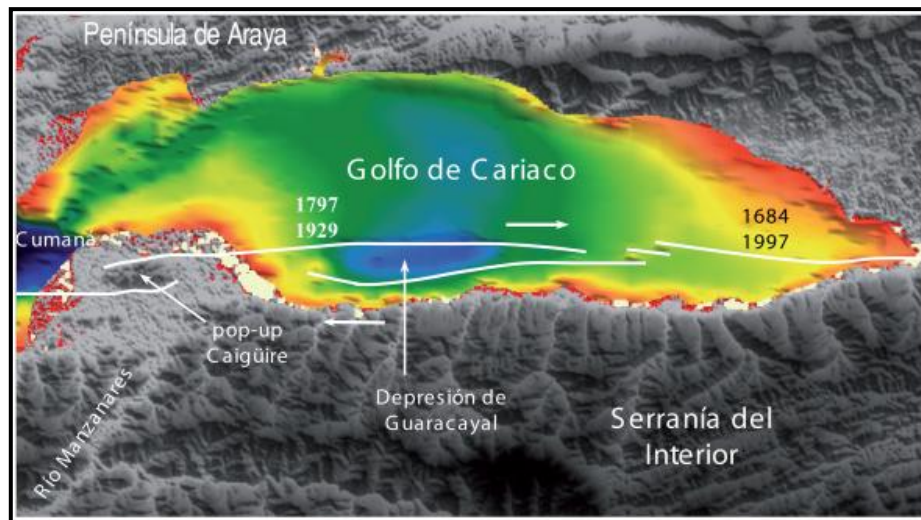 Península de Araya
Golfo de Cariaco
1797
1929
1684
1997
Cumaná
pop-up
Caigüire
Depresión de
Guaracayal
Serranía del
Interior
Río Manzanares